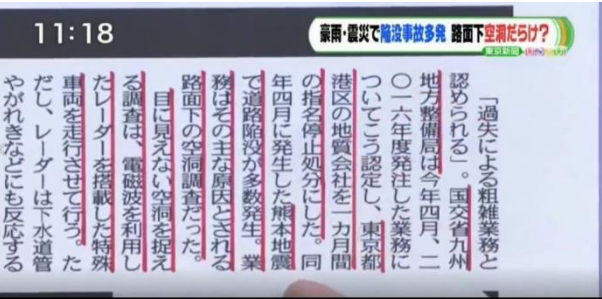 11:18
豪雨・震災で陥没事故多発 路面下空洞だらけ?
東京新聞
「過失による粗雑業務と
認められる」。国交省九州
地方整備局は今年四月、二
〇一六年度発注した業務に
ついてこう認定し、東京都
港区の地質会社を一カ月間
の指名停止処分にした。同
年四月に発生した熊本地震
で道路陥没が多数発生。業
務はその主な原因とされる
路面下の空洞調査だった。
目に見えない空洞を捉え
る調査は、電磁波を利用し
たレーダーを搭載した特殊
車両を走行させて行う。た
だし、レーダーは下水道管
やがれきなどにも反応する